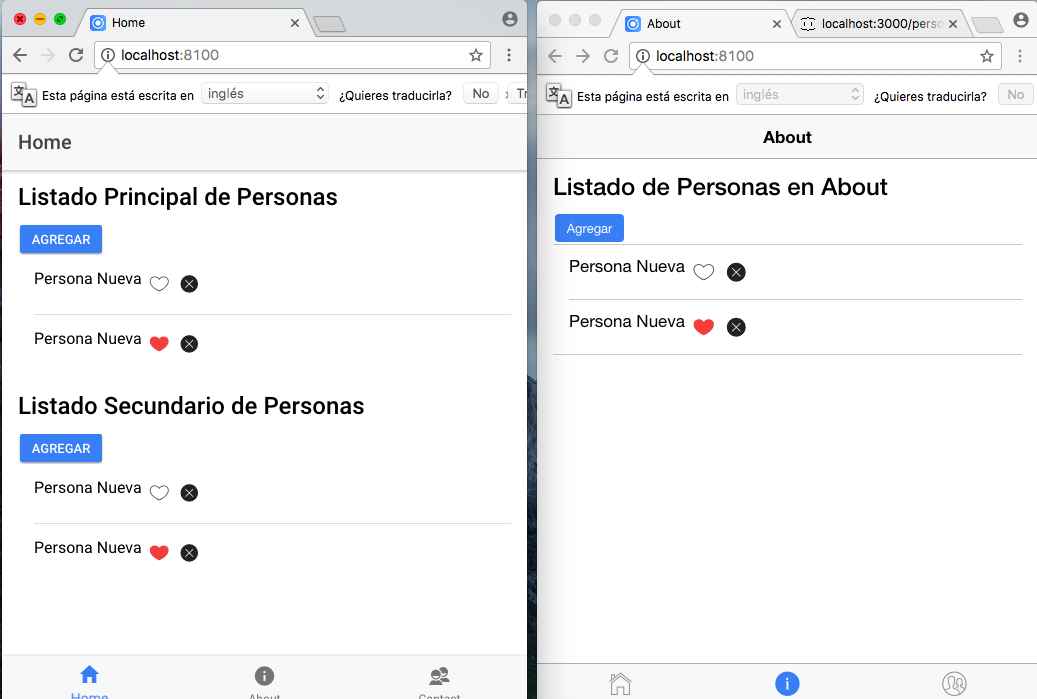 Home
localhost:8100
Esta página está escrita en inglés ¿Quieres traducirla? No Tr
Home
Listado Principal de Personas
AGREGAR
Persona Nueva
Persona Nueva
Listado Secundario de Personas
AGREGAR
Persona Nueva
Persona Nueva
Home About Contact
About localhost:3000/perso
localhost:8100
Esta página está escrita en inglés ¿Quieres traducirla? No
About
Listado de Personas en About
Agregar
Persona Nueva
Persona Nueva